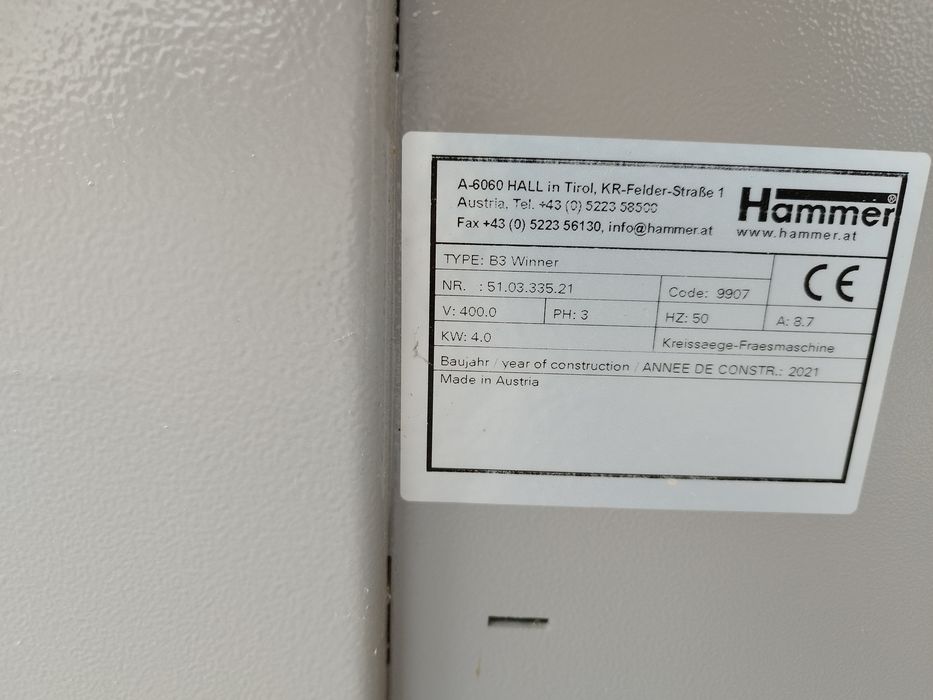 A-6060 HALL in Tirol, KR-Felder-Straße 1
Austria, Tel. +43 (0) 5223 58500
Fax +43 (0) 5223 56130, info@hammer.at
Hammer®
www.hammer.at
TYPE: B3 Winner
NR. : 51.03.335.21
Code: 9907
CE
V: 400.0
PH: 3
HZ: 50
A: 8.7
KW: 4.0
Kreissaege-Fraesmaschine
Baujahr / year of construction / ANNEE DE CONSTR.: 2021
Made in Austria